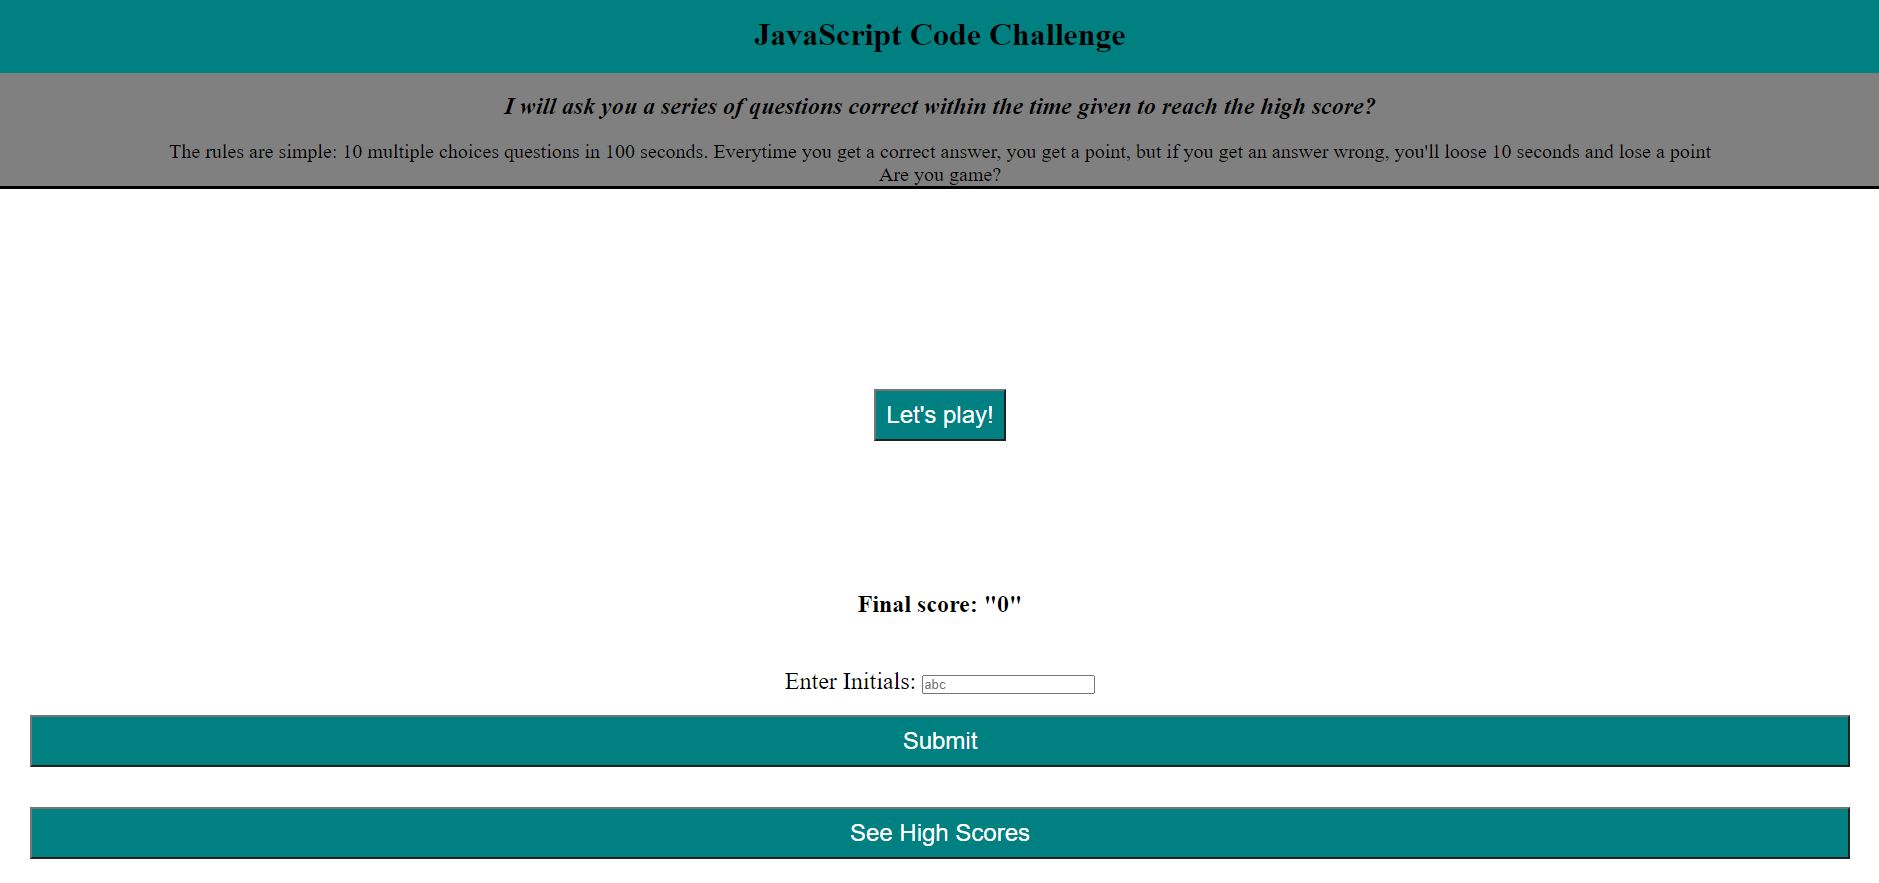 JavaScript Code Challenge
I will ask you a series of questions correct within the time given to reach the high score?
The rules are simple: 10 multiple choices questions in 100 seconds. Everytime you get a correct answer, you get a point, but if you get an answer wrong, you'll loose 10 seconds and lose a point
Are you game?
Let's play!
Final score: "0"
Enter Initials: abc
Submit
See High Scores